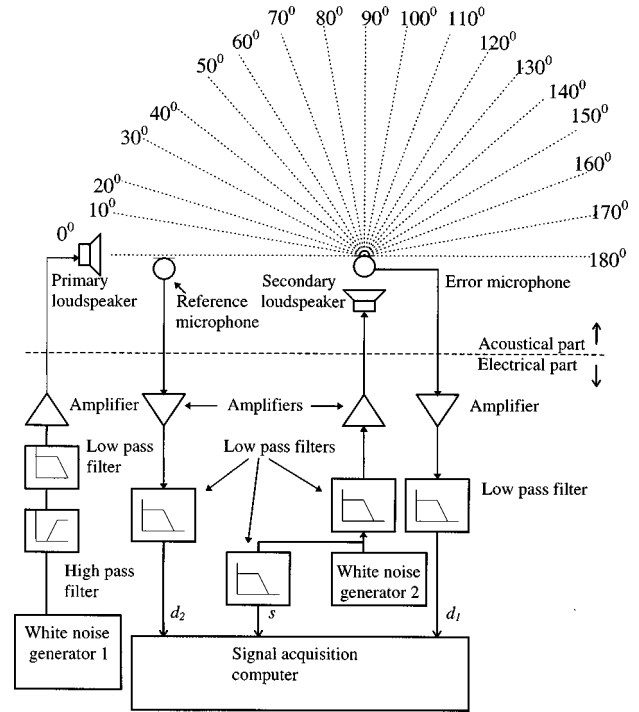 0⁰
10⁰
20⁰
30⁰
40⁰
50⁰
60⁰
70⁰
80⁰
90⁰
100⁰
110⁰
120⁰
130⁰
140⁰
150⁰
160⁰
170⁰
180⁰
Primary
loudspeaker
Reference
microphone
Secondary
loudspeaker
Error microphone
Acoustical part
Electrical part
Amplifier
Amplifiers
Amplifier
Low pass
filter
Low pass filters
Low pass filter
High pass
filter
White noise
generator 1
White noise
generator 2
d₂
s
d₁
Signal acquisition
computer